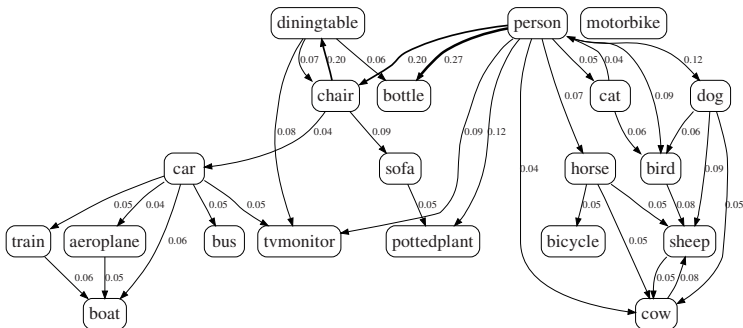 diningtable person motorbike
0.07 0.20 0.06 0.20 0.27 0.05 0.04 0.12
chair bottle cat dog
0.07 0.09
0.04 0.09 0.08 0.09 0.12 0.06 0.06
car sofa horse bird
0.04 0.09
0.05 0.04 0.05 0.05 0.05 0.05 0.05 0.08 0.05
train aeroplane bus tvmonitor pottedplant bicycle sheep
0.06 0.05
0.06 0.05 0.05 0.08
boat cow